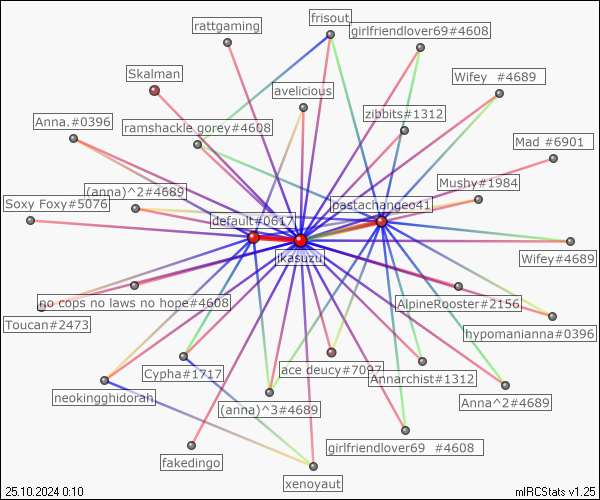 frisout
rattgaming
girlfriendlover69#4608
Skalman
Wifey #4689
avelicious
zibbits#1312
Anna.#0396
ramshackle gorey#4608
Mad #6901
Mushy#1984
(anna)^2#4689
Soxy Foxy#5076
pastachangeo41
default#0617
jkasuzu
Wifey#4689
no cops no laws no hope#4608
AlpineRooster#2156
Toucan#2473
hypomanianna#0396
Cypha#1717
ace deucy#7097
Annarchist#1312
neokingghidorah
(anna)^3#4689
Anna^2#4689
girlfriendlover69 #4608
fakedingo
xenoyaut
25.10.2024 0:10
mIRCStats v1.25